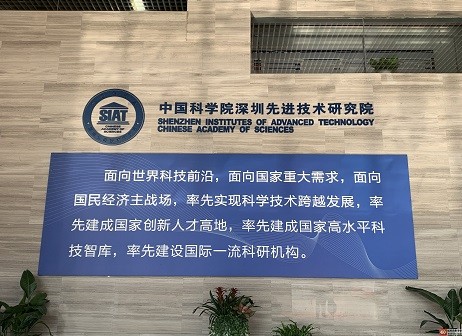 SIAT
CHINESE ACADEMY OF SCIENCES
中国科学院深圳先进技术研究院
SHENZHEN INSTITUTES OF ADVANCED TECHNOLOGY
CHINESE ACADEMY OF SCIENCES
面向世界科技前沿，面向国家重大需求，面向
国民经济主战场，率先实现科学技术跨越发展，率
先建成国家创新人才高地，率先建成国家高水平科
技智库，率先建设国际一流科研机构。